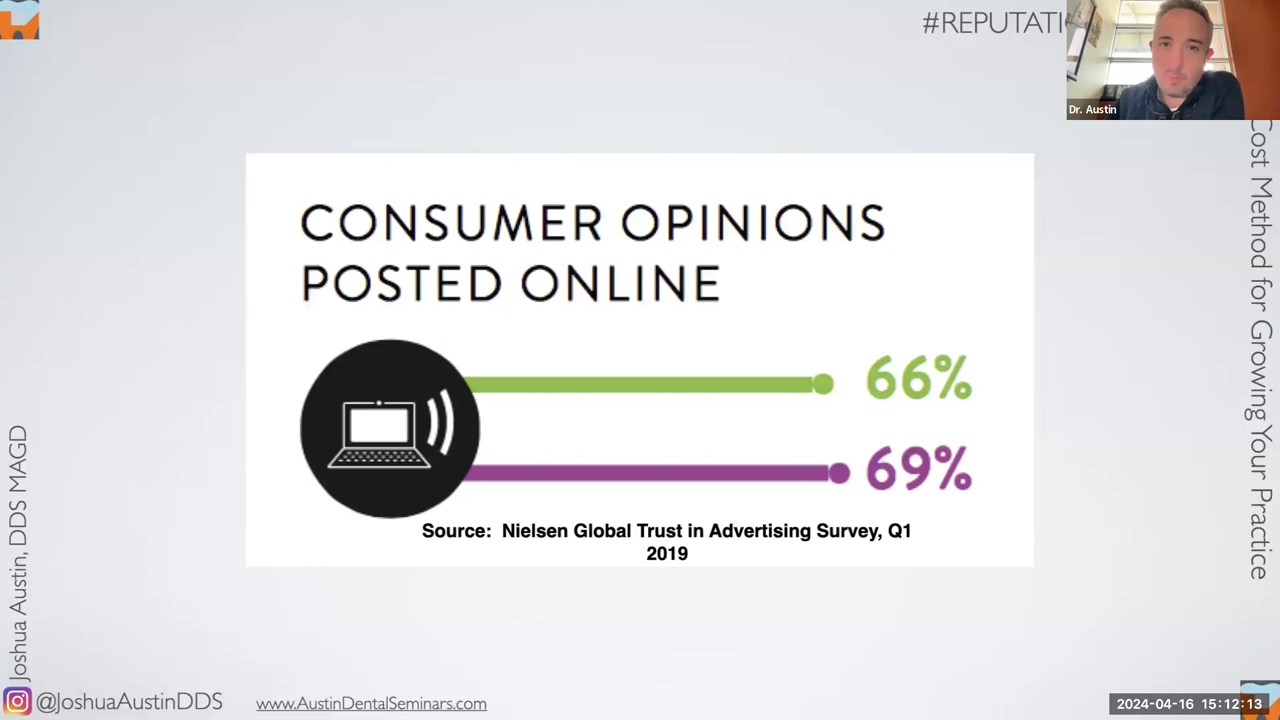 #REPUTATI
Dr. Austin
CONSUMER OPINIONS
POSTED ONLINE
66%
69%
Source: Nielsen Global Trust in Advertising Survey, Q1
2019
Cost Method for Growing Your Practice
Joshua Austin, DDS MAGD
@JoshuaAustinDDS
www.AustinDentalSeminars.com
2024-04-16 15:12:13